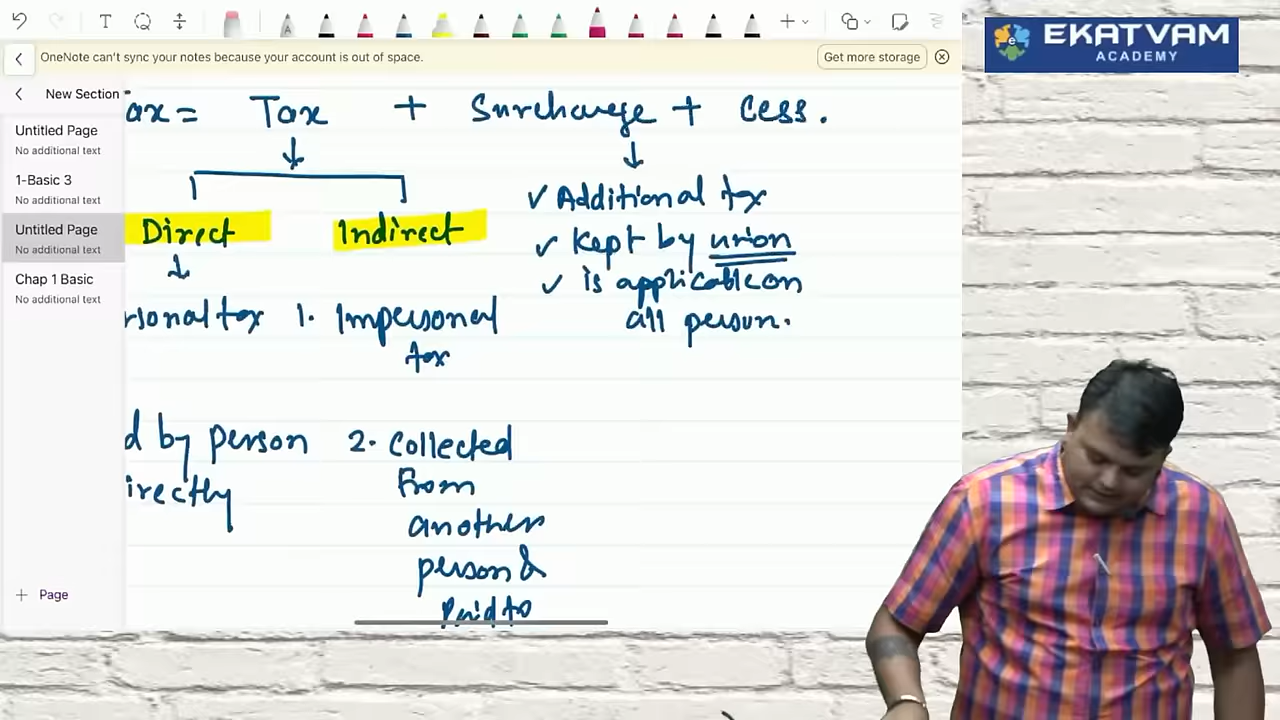 OneNote can't sync your notes because your account is out of space.
Get more storage
EKATVAM
ACADEMY
New Section
Untitled Page
No additional text
1-Basic 3
No additional text
Untitled Page
No additional text
Chap 1 Basic
No additional text
+ Page
ax = Tax + Surcharge + Cess.
Direct
Indirect
rsonal tax
1. Impersonal
tax
d by person
irectly
2. Collected
From
another
person &
Paid to
✓ Additional tax
✓ Kept by union
✓ is applicable on
all person.